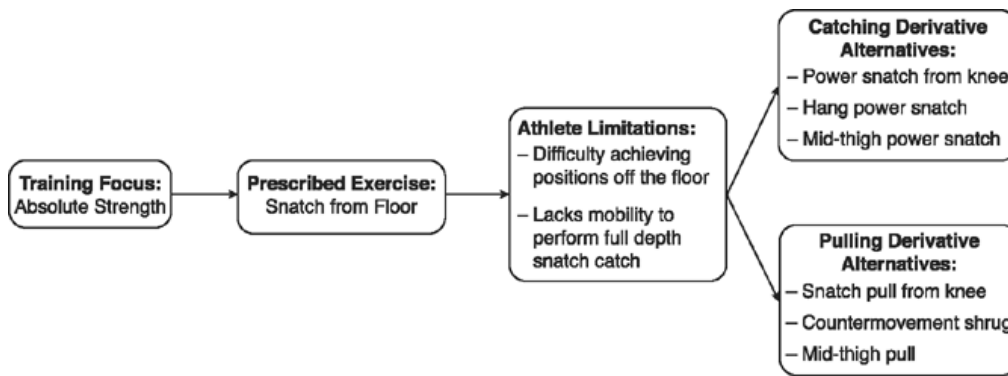 Training Focus:
Absolute Strength
Prescribed Exercise:
Snatch from Floor
Athlete Limitations:
– Difficulty achieving
positions off the floor
– Lacks mobility to
perform full depth
snatch catch
Catching Derivative
Alternatives:
– Power snatch from knee
– Hang power snatch
– Mid-thigh power snatch
Pulling Derivative
Alternatives:
– Snatch pull from knee
– Countermovement shrug
– Mid-thigh pull